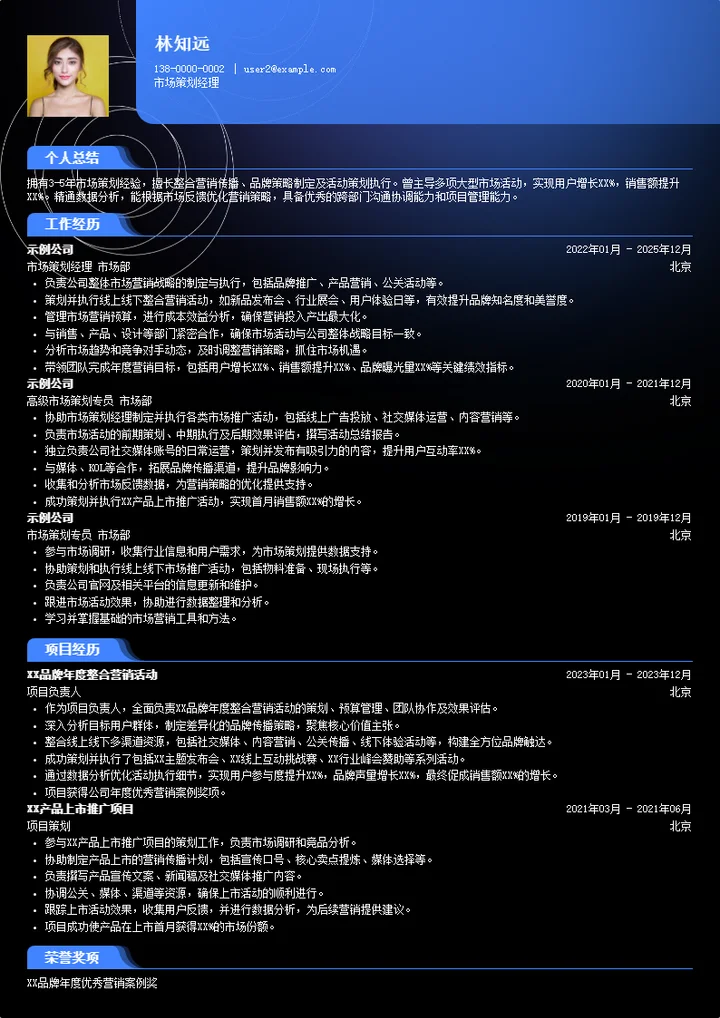 林知远
138-0000-0002 | user2@example.com
市场策划经理
个人总结
拥有3-5年市场策划经验，擅长整合营销传播、品牌策略制定及活动策划执行。曾主导多项大型市场活动，实现用户增长XX%，销售额提升
XX%。精通数据分析，能根据市场反馈优化营销策略，具备优秀的跨部门沟通协调能力和项目管理能力。
工作经历
示例公司 2022年01月 - 2025年12月
市场策划经理 市场部 北京
• 负责公司整体市场营销战略的制定与执行，包括品牌推广、产品营销、公关活动等。
• 策划并执行线上线下整合营销活动，如新品发布会、行业展会、用户体验日等，有效提升品牌知名度和美誉度。
• 管理市场营销预算，进行成本效益分析，确保营销投入产出最大化。
• 与销售、产品、设计等部门紧密合作，确保市场活动与公司整体战略目标一致。
• 分析市场趋势和竞争对手动态，及时调整营销策略，抓住市场机遇。
• 带领团队完成年度营销目标，包括用户增长XX%、销售额提升XX%、品牌曝光量XX%等关键绩效指标。
示例公司 2020年01月 - 2021年12月
高级市场策划专员 市场部 北京
• 协助市场策划经理制定并执行各类市场推广活动，包括线上广告投放、社交媒体运营、内容营销等。
• 负责市场活动的前期策划、中期执行及后期效果评估，撰写活动总结报告。
• 独立负责公司社交媒体账号的日常运营，策划并发布有吸引力的内容，提升用户互动率XX%。
• 与媒体、KOL等合作，拓展品牌传播渠道，提升品牌影响力。
• 收集和分析市场反馈数据，为营销策略的优化提供支持。
• 成功策划并执行XX产品上市推广活动，实现首月销售额XX%的增长。
示例公司 2019年01月 - 2019年12月
市场策划专员 市场部 北京
• 参与市场调研，收集行业信息和用户需求，为市场策划提供数据支持。
• 协助策划和执行线上线下市场推广活动，包括物料准备、现场执行等。
• 负责公司官网及相关平台的信息更新和维护。
• 跟进市场活动效果，协助进行数据整理和分析。
• 学习并掌握基础的市场营销工具和方法。
项目经历
XX品牌年度整合营销活动 2023年01月 - 2023年12月
项目负责人 北京
• 作为项目负责人，全面负责XX品牌年度整合营销活动的策划、预算管理、团队协作及效果评估。
• 深入分析目标用户群体，制定差异化的品牌传播策略，聚焦核心价值主张。
• 整合线上线下多渠道资源，包括社交媒体、内容营销、公关传播、线下体验活动等，构建全方位品牌触达。
• 成功策划并执行了包括XX主题发布会、XX线上互动挑战赛、XX行业峰会赞助等系列活动。
• 通过数据分析优化活动执行细节，实现用户参与度提升XX%，品牌声量增长XX%，最终促成销售额XX%的增长。
• 项目获得公司年度优秀营销案例奖项。
XX产品上市推广项目 2021年03月 - 2021年06月
项目策划 北京
• 参与XX产品上市推广项目的策划工作，负责市场调研和竞品分析。
• 协助制定产品上市的营销传播计划，包括宣传口号、核心卖点提炼、媒体选择等。
• 负责撰写产品宣传文案、新闻稿及社交媒体推广内容。
• 协调公关、媒体、渠道等资源，确保上市活动的顺利进行。
• 跟踪上市活动效果，收集用户反馈，并进行数据分析，为后续营销提供建议。
• 项目成功使产品在上市首月获得XX%的市场份额。
荣誉奖项
XX品牌年度优秀营销案例奖